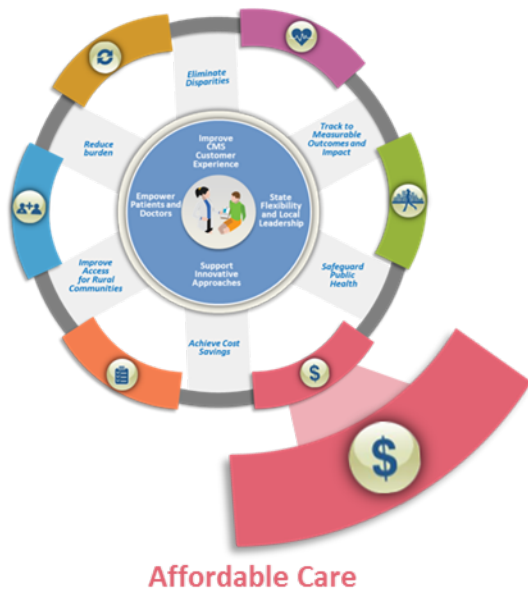 Eliminate
Disparities
Reduce
burden
Track to
Measurable
Outcomes and
Impact
Improve
CMS
Customer
Experience
Empower
Patients and
Doctors
State
Flexibility
and Local
Leadership
Support
Innovative
Approaches
Improve
Access
for Rural
Communities
Safeguard
Public
Health
Achieve Cost
Savings
$
$
Affordable Care